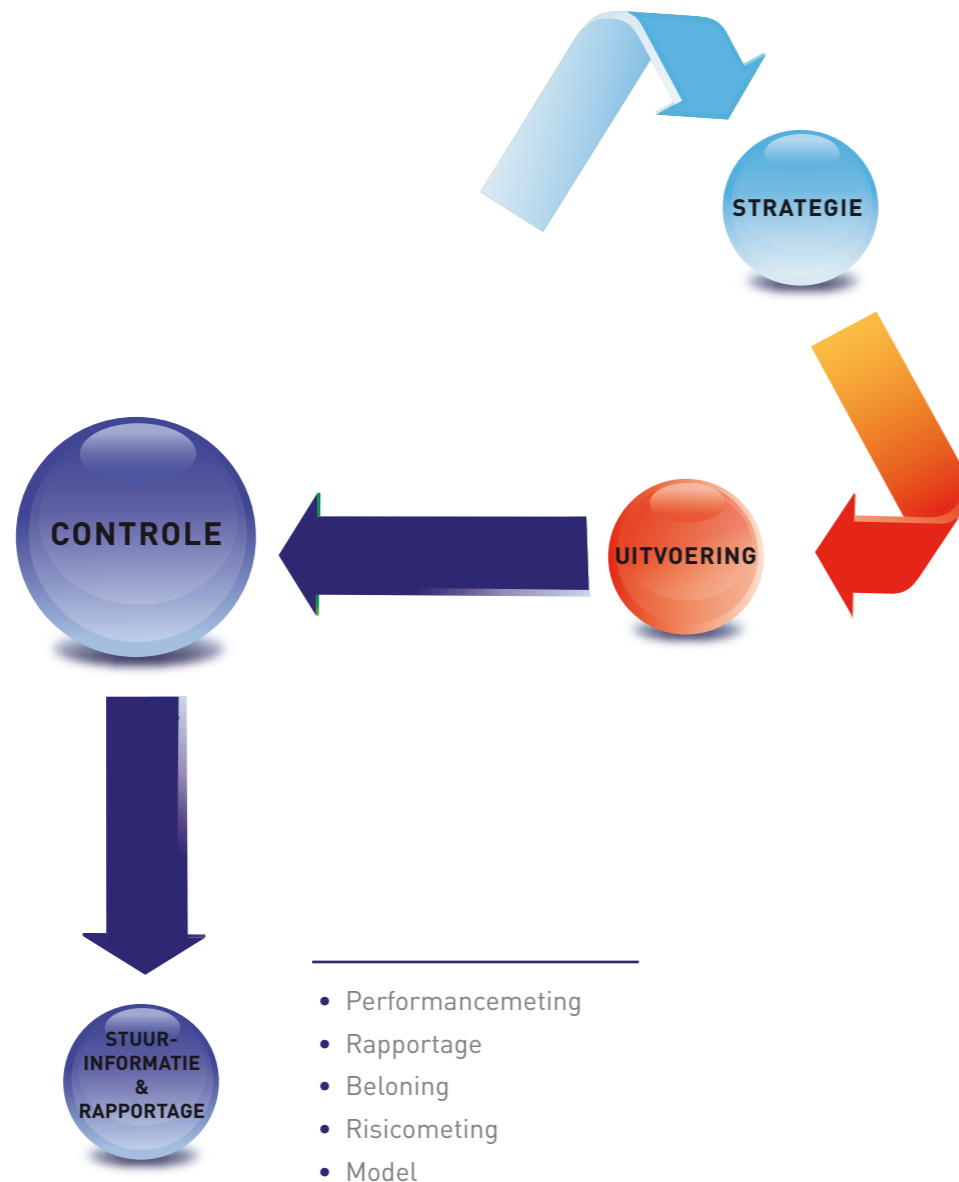 STRATEGIE
CONTROLE
UITVOERING
STUUR-
INFORMATIE
&
RAPPORTAGE
• Performancemeting
• Rapportage
• Beloning
• Risicometing
• Model